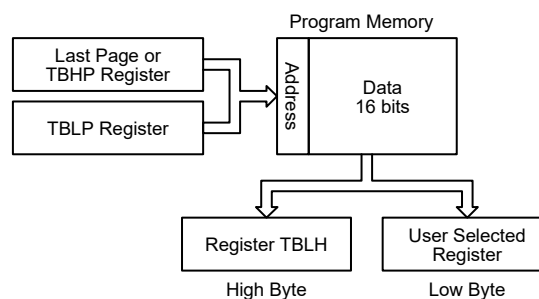 Program Memory
Last Page or
TBHP Register
TBLP Register
Address
Data
16 bits
Register TBLH
User Selected
Register
High Byte
Low Byte